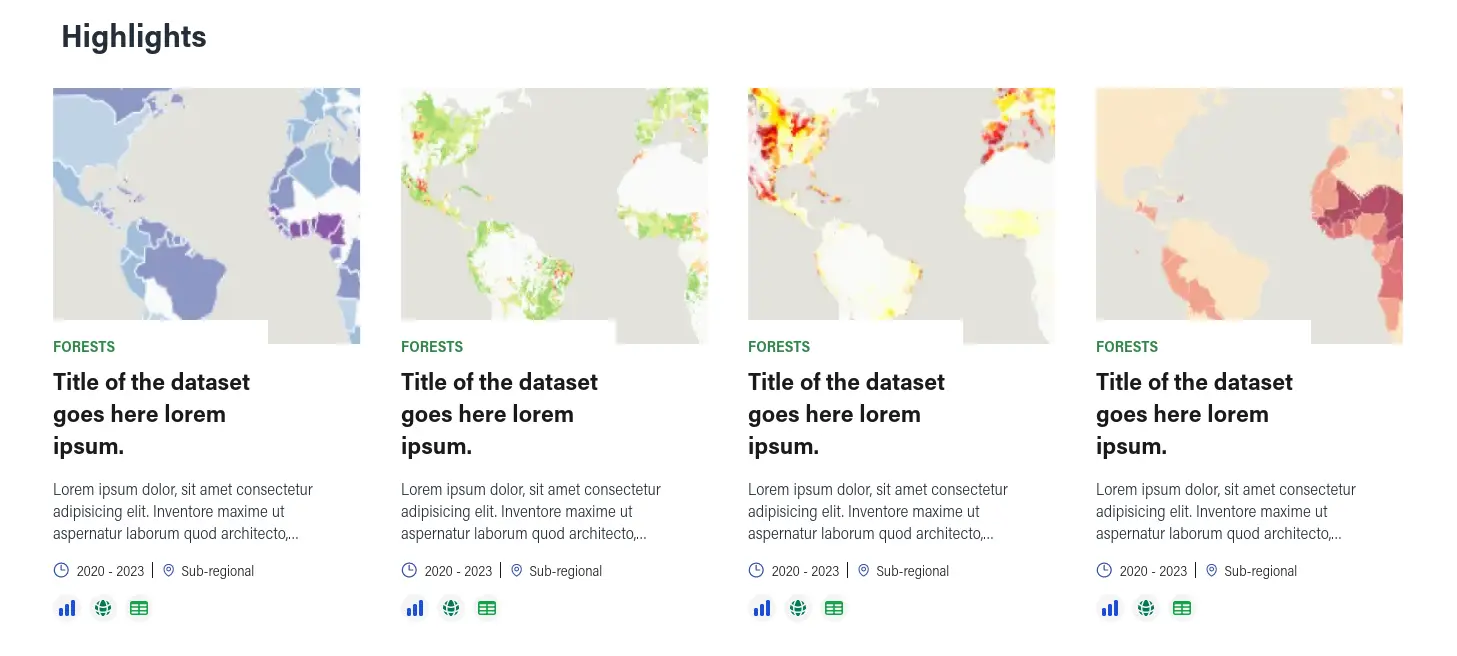 Highlights
FORESTS
Title of the dataset
goes here lorem
ipsum.
Lorem ipsum dolor, sit amet consectetur
adipisicing elit. Inventore maxime ut
aspernatur laborum quod architecto,...
2020 - 2023 | Sub-regional
FORESTS
Title of the dataset
goes here lorem
ipsum.
Lorem ipsum dolor, sit amet consectetur
adipisicing elit. Inventore maxime ut
aspernatur laborum quod architecto,...
2020 - 2023 | Sub-regional
FORESTS
Title of the dataset
goes here lorem
ipsum.
Lorem ipsum dolor, sit amet consectetur
adipisicing elit. Inventore maxime ut
aspernatur laborum quod architecto,...
2020 - 2023 | Sub-regional
FORESTS
Title of the dataset
goes here lorem
ipsum.
Lorem ipsum dolor, sit amet consectetur
adipisicing elit. Inventore maxime ut
aspernatur laborum quod architecto,...
2020 - 2023 | Sub-regional